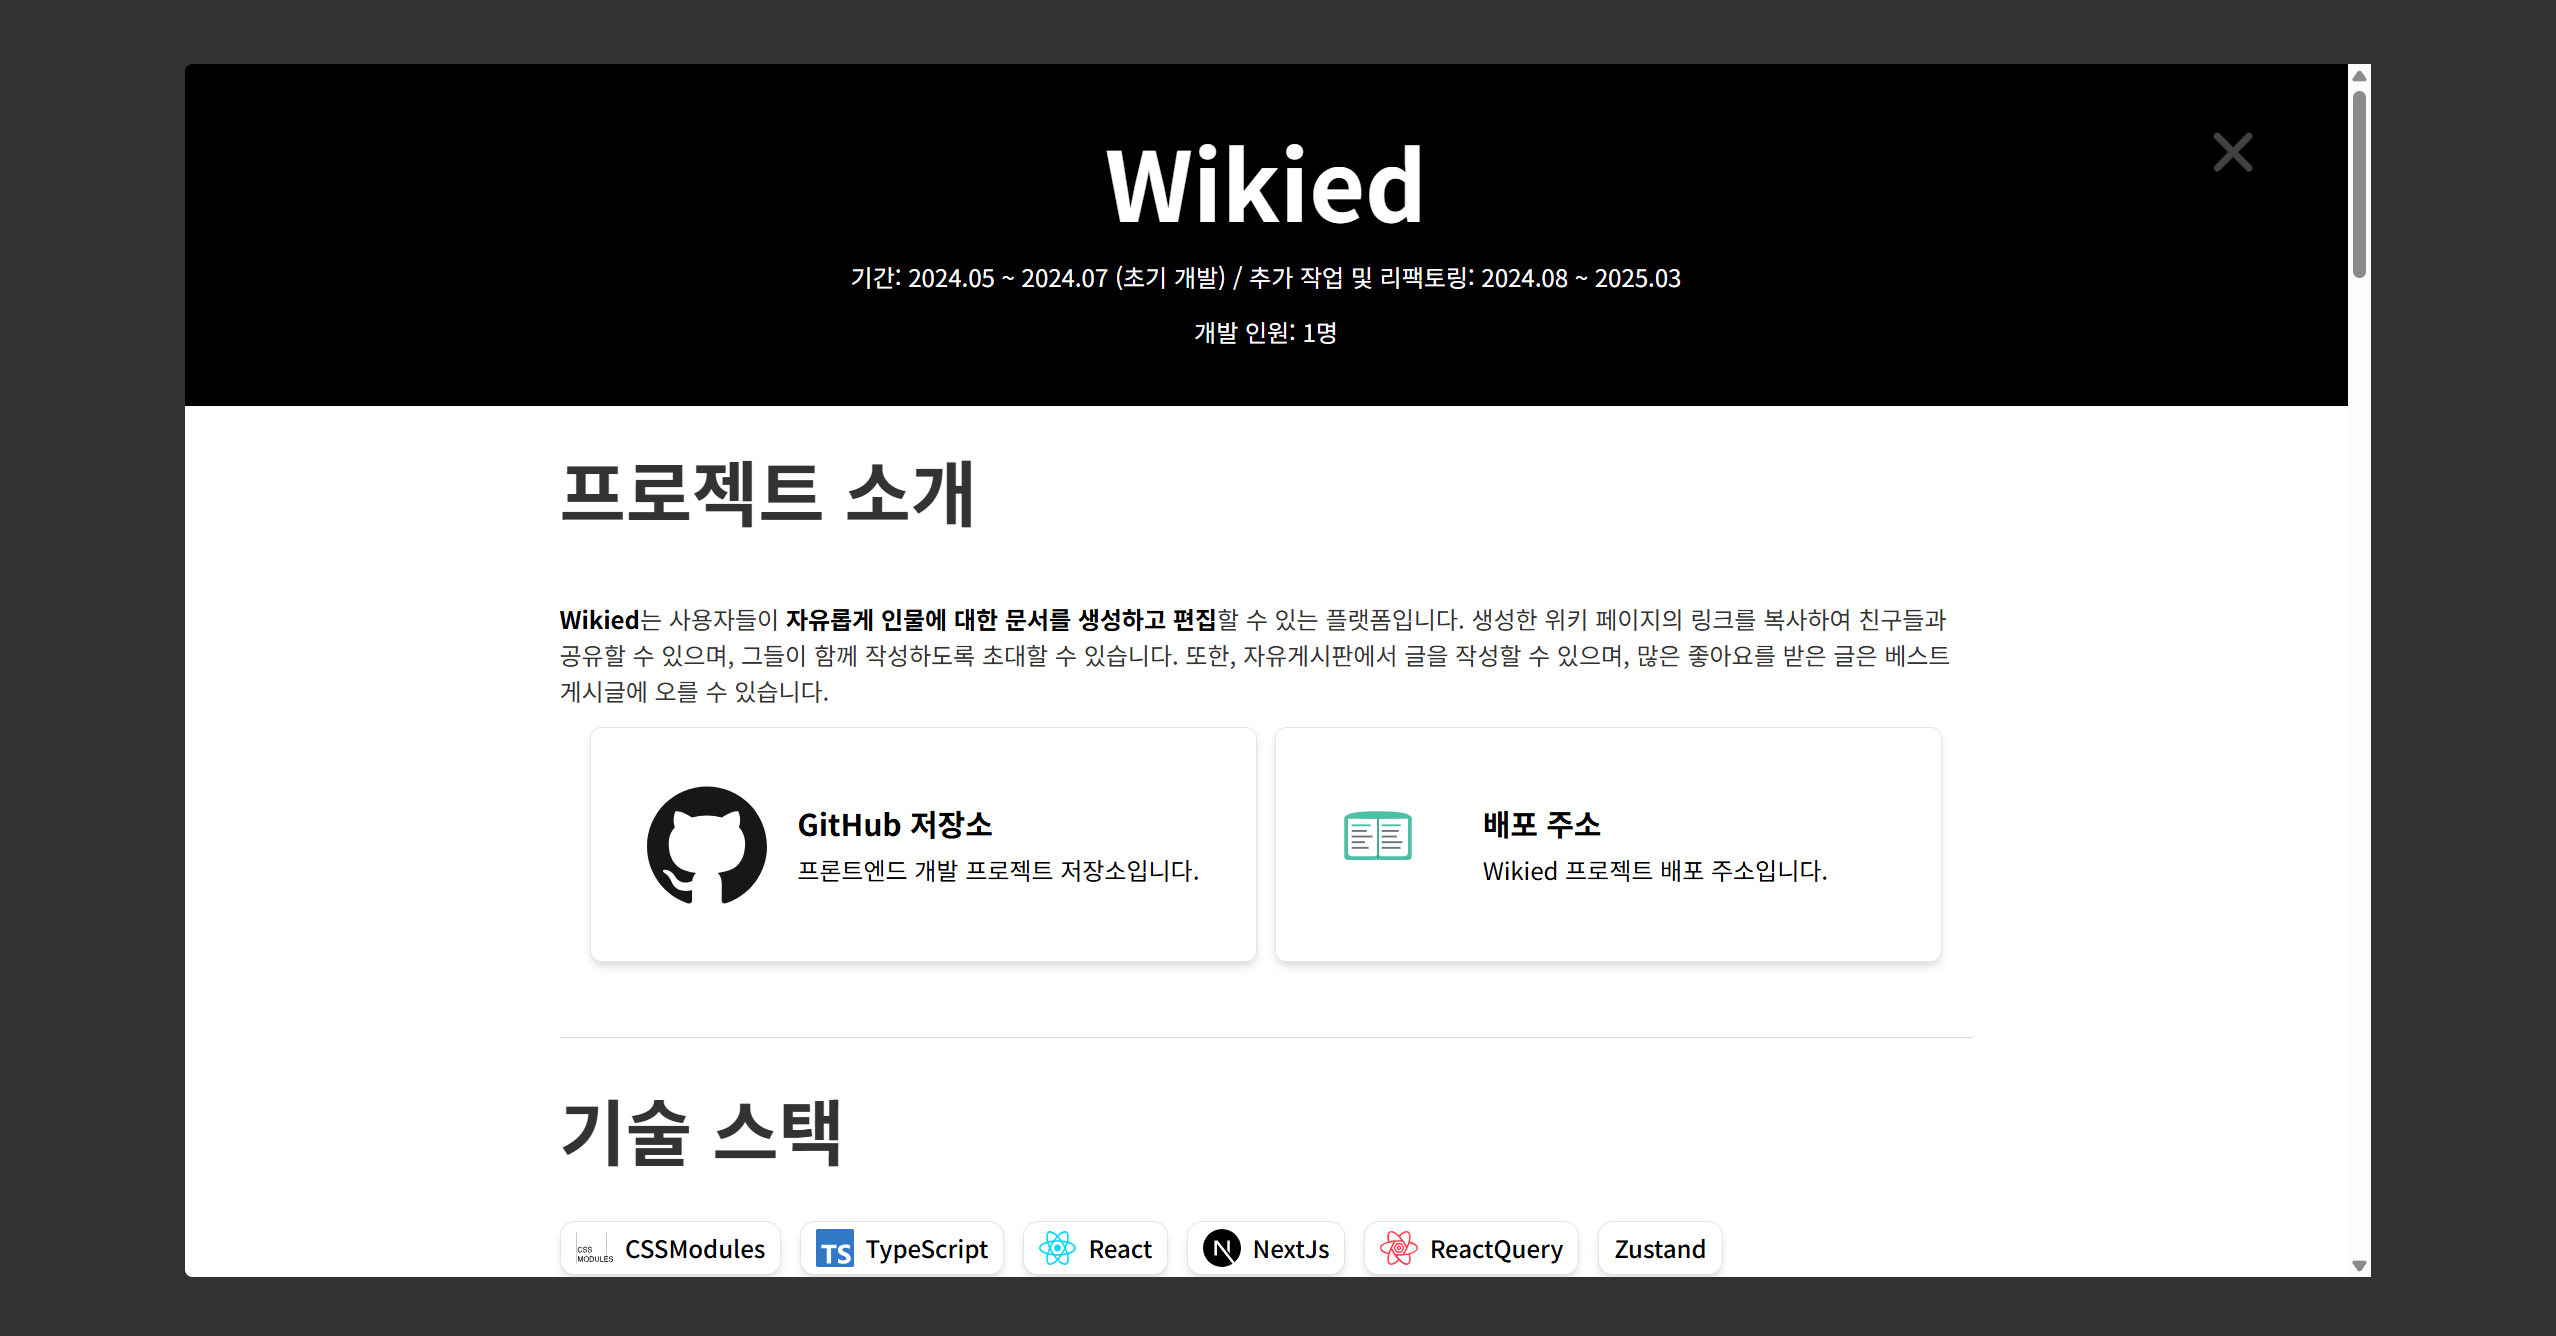 Wikied
기간: 2024.05 ~ 2024.07 (초기 개발) / 추가 작업 및 리팩토링: 2024.08 ~ 2025.03
개발 인원: 1명
프로젝트 소개
Wikied는 사용자들이 자유롭게 인물에 대한 문서를 생성하고 편집할 수 있는 플랫폼입니다. 생성한 위키 페이지의 링크를 복사하여 친구들과
공유할 수 있으며, 그들이 함께 작성하도록 초대할 수 있습니다. 또한, 자유게시판에서 글을 작성할 수 있으며, 많은 좋아요를 받은 글은 베스트
게시글에 오를 수 있습니다.
GitHub 저장소
프론트엔드 개발 프로젝트 저장소입니다.
배포 주소
Wikied 프로젝트 배포 주소입니다.
기술 스택
CSS
MODULES
CSSModules
TS
TypeScript
React
N
NextJs
ReactQuery
Zustand